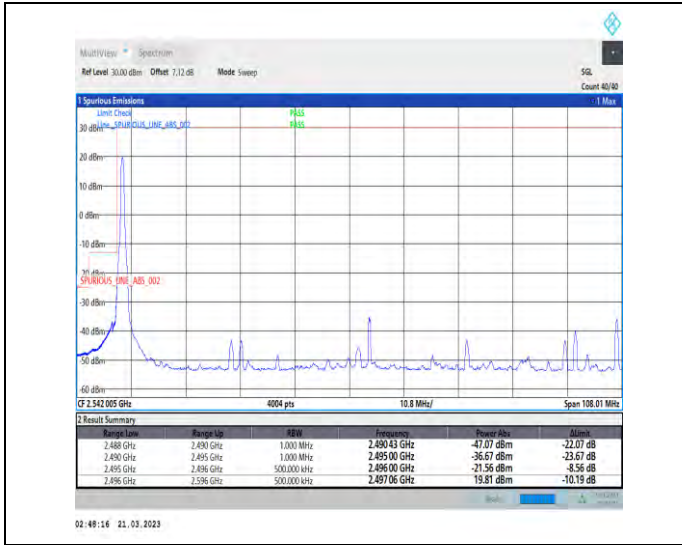 MultiView Spectrum
Ref Level 30.00 dBm Offset 7.12 dB Mode Sweep SGL
Count 40/40
1 Spurious Emissions 1 Max
Limit Check PASS
Line _SPURIOUS_LINE_ABS_002 PASS
30 dBm
20 dBm
10 dBm
0 dBm
-10 dBm
-20 dBm
SPURIOUS_LINE_ABS_002
-30 dBm
-40 dBm
-50 dBm
-60 dBm
CF 2.542 005 GHz 4004 pts 10.8 MHz/ Span 108.01 MHz
2 Result Summary
Range Low Range Up RBW Frequency Power Abs ΔLimit
2.488 GHz 2.490 GHz 1.000 MHz 2.490 43 GHz -47.07 dBm -22.07 dB
2.490 GHz 2.495 GHz 1.000 MHz 2.495 00 GHz -36.67 dBm -23.67 dB
2.495 GHz 2.496 GHz 500.000 kHz 2.496 00 GHz -21.56 dBm -8.56 dB
2.496 GHz 2.596 GHz 500.000 kHz 2.497 06 GHz 19.81 dBm -10.19 dB
02:48:16 21.03.2023